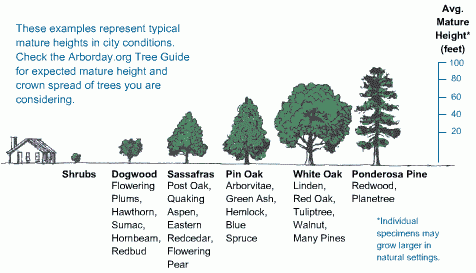 These examples represent typical
mature heights in city conditions.
Check the Arborday.org Tree Guide
for expected mature height and
crown spread of trees you are
considering.
Avg.
Mature
Height*
(feet)
100
80
60
40
20
Shrubs
Dogwood
Flowering
Plums,
Hawthorn,
Sumac,
Hornbeam,
Redbud
Sassafras
Post Oak,
Quaking
Aspen,
Eastern
Redcedar,
Flowering
Pear
Pin Oak
Arborvitae,
Green Ash,
Hemlock,
Blue
Spruce
White Oak
Linden,
Red Oak,
Tuliptree,
Walnut,
Many Pines
Ponderosa Pine
Redwood,
Planetree
*Individual
specimens may
grow larger in
natural settings.